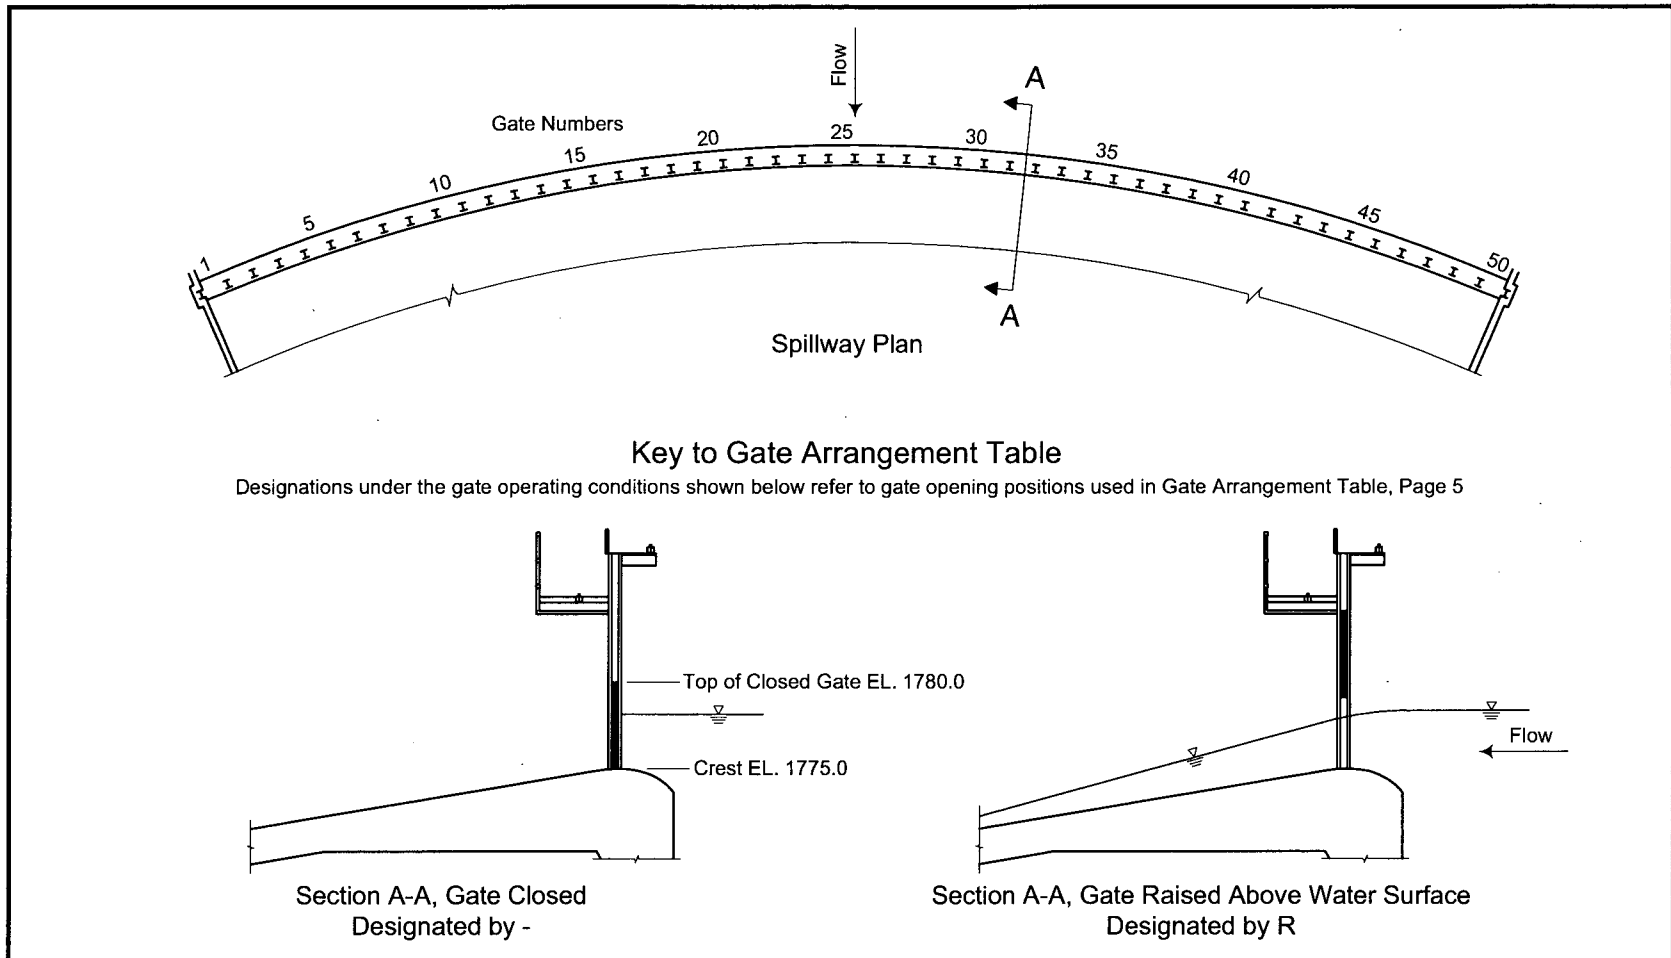 Flow
A
Gate Numbers
1
5
10
15
20
25
30
35
40
45
50
A
Spillway Plan
Key to Gate Arrangement Table
Designations under the gate operating conditions shown below refer to gate opening positions used in Gate Arrangement Table, Page 5
Top of Closed Gate EL. 1780.0
Crest EL. 1775.0
Flow
Section A-A, Gate Closed
Designated by -
Section A-A, Gate Raised Above Water Surface
Designated by R